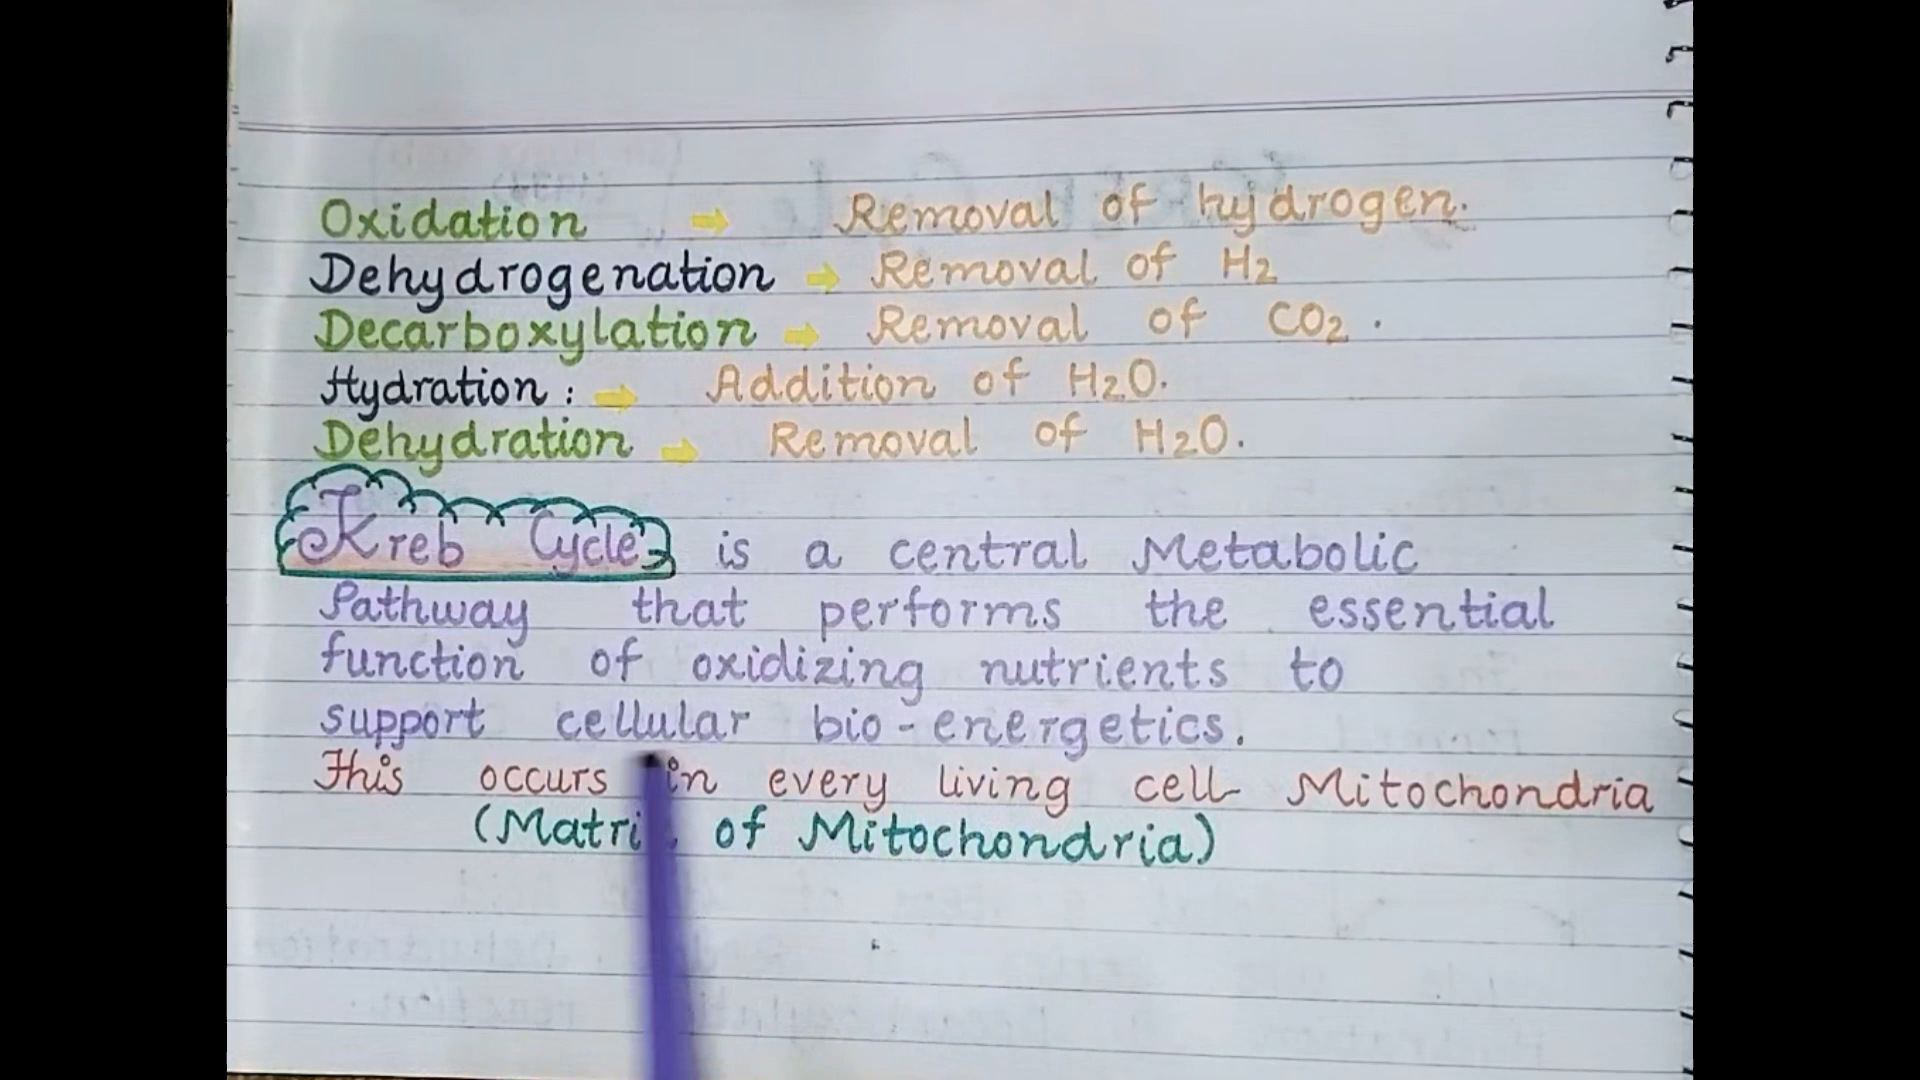 Oxidation → Removal of hydrogen.
Dehydrogenation → Removal of H2
Decarboxylation → Removal of CO2.
Hydration: → Addition of H2O.
Dehydration → Removal of H2O.
Kreb Cycle is a central Metabolic
Pathway that performs the essential
function of oxidizing nutrients to
support cellular bio-energetics.
This occurs in every living cell Mitochondria
(Matrix of Mitochondria)